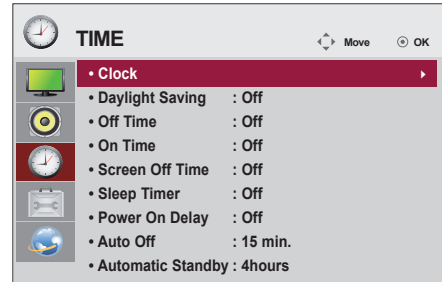 TIME Move OK
• Clock
• Daylight Saving : Off
• Off Time : Off
• On Time : Off
• Screen Off Time : Off
• Sleep Timer : Off
• Power On Delay : Off
• Auto Off : 15 min.
• Automatic Standby : 4hours